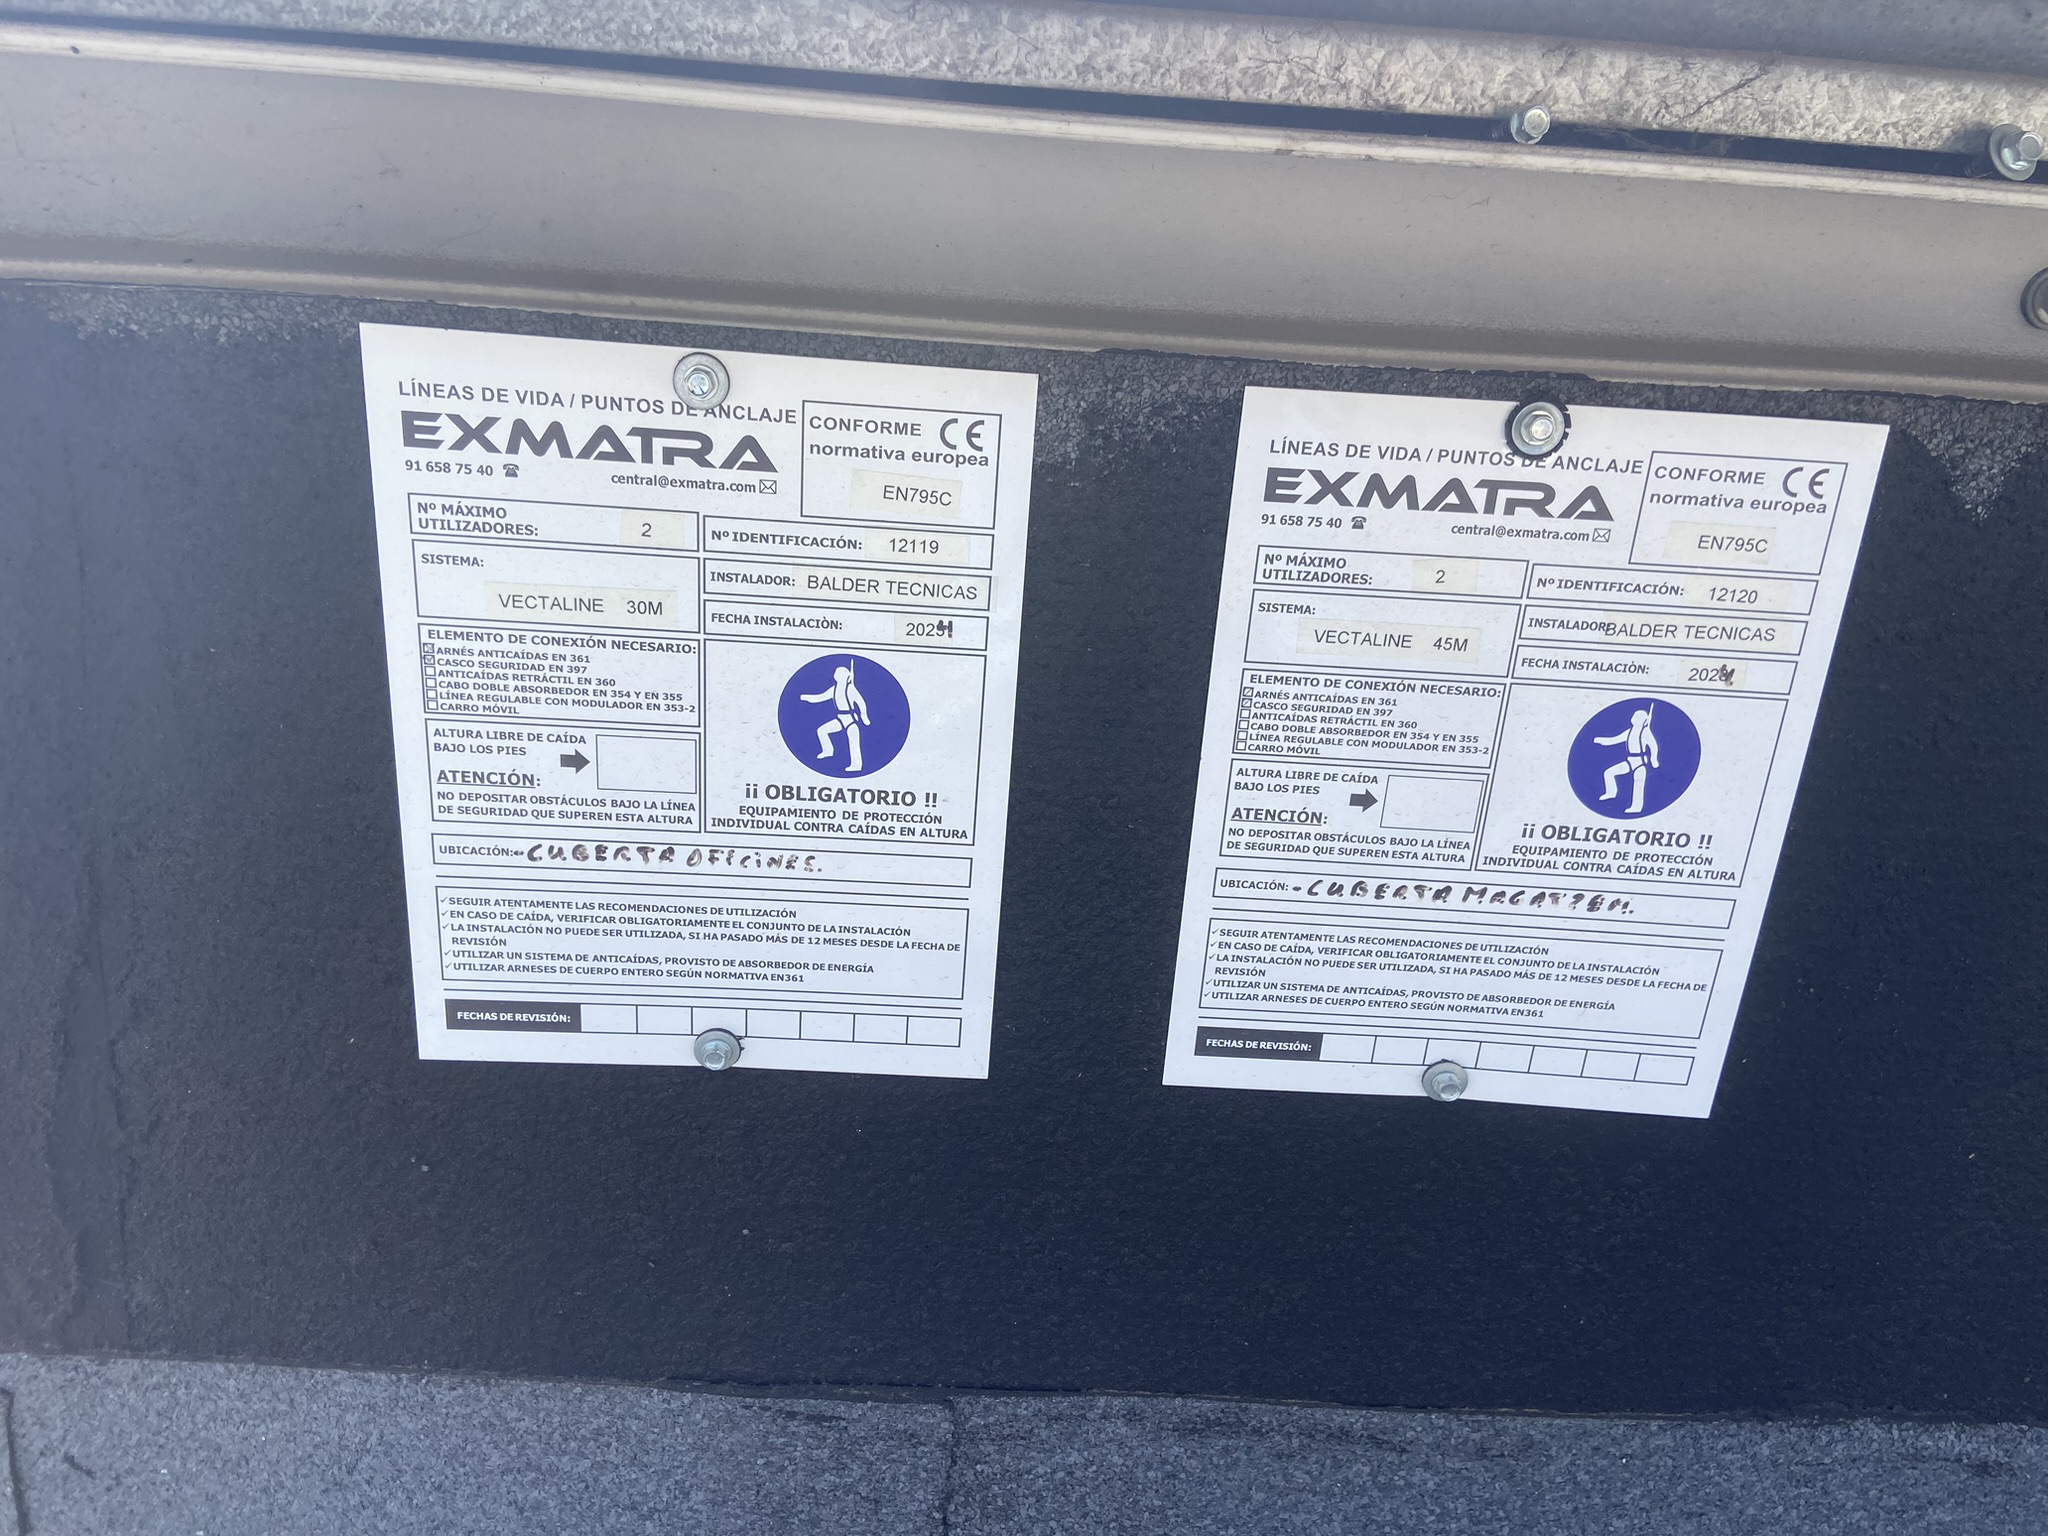 LÍNEAS DE VIDA / PUNTOS DE ANCLAJE
EXMATRA
91 658 75 40
central@exmatra.com
CONFORME CE
normativa europea
EN795C
Nº MÁXIMO
UTILIZADORES: 2
Nº IDENTIFICACIÓN: 12119
SISTEMA:
VECTALINE 30M
INSTALADOR: BALDER TECNICAS
FECHA INSTALACIÒN: 2024
ELEMENTO DE CONEXIÓN NECESARIO:
ARNÉS ANTICAÍDAS EN 361
CASCO SEGURIDAD EN 397
ANTICAÍDAS RETRÁCTIL EN 360
CABO DOBLE ABSORBEDOR EN 354 Y EN 355
LÍNEA REGULABLE CON MODULADOR EN 353-2
CARRO MÓVIL
ALTURA LIBRE DE CAÍDA
BAJO LOS PIES
ATENCIÓN:
NO DEPOSITAR OBSTÁCULOS BAJO LA LÍNEA
DE SEGURIDAD QUE SUPEREN ESTA ALTURA
¡¡ OBLIGATORIO !!
EQUIPAMIENTO DE PROTECCIÓN
INDIVIDUAL CONTRA CAÍDAS EN ALTURA
UBICACIÓN:- CUBERTA OFICINES.
✓SEGUIR ATENTAMENTE LAS RECOMENDACIONES DE UTILIZACIÓN
✓EN CASO DE CAÍDA, VERIFICAR OBLIGATORIAMENTE EL CONJUNTO DE LA INSTALACIÓN
✓LA INSTALACIÓN NO PUEDE SER UTILIZADA, SI HA PASADO MÁS DE 12 MESES DESDE LA FECHA DE
REVISIÓN
✓UTILIZAR UN SISTEMA DE ANTICAÍDAS, PROVISTO DE ABSORBEDOR DE ENERGÍA
✓UTILIZAR ARNESES DE CUERPO ENTERO SEGÚN NORMATIVA EN361
FECHAS DE REVISIÓN:
LÍNEAS DE VIDA / PUNTOS DE ANCLAJE
EXMATRA
91 658 75 40
central@exmatra.com
CONFORME CE
normativa europea
EN795C
Nº MÁXIMO
UTILIZADORES: 2
Nº IDENTIFICACIÓN: 12120
SISTEMA:
VECTALINE 45M
INSTALADOR BALDER TECNICAS
FECHA INSTALACIÒN: 2024
ELEMENTO DE CONEXIÓN NECESARIO:
ARNÉS ANTICAÍDAS EN 361
CASCO SEGURIDAD EN 397
ANTICAÍDAS RETRÁCTIL EN 360
CABO DOBLE ABSORBEDOR EN 354 Y EN 355
LÍNEA REGULABLE CON MODULADOR EN 353-2
CARRO MÓVIL
ALTURA LIBRE DE CAÍDA
BAJO LOS PIES
ATENCIÓN:
NO DEPOSITAR OBSTÁCULOS BAJO LA LÍNEA
DE SEGURIDAD QUE SUPEREN ESTA ALTURA
¡¡ OBLIGATORIO !!
EQUIPAMIENTO DE PROTECCIÓN
INDIVIDUAL CONTRA CAÍDAS EN ALTURA
UBICACIÓN: - CUBERTA MAGATZEM.
✓SEGUIR ATENTAMENTE LAS RECOMENDACIONES DE UTILIZACIÓN
✓EN CASO DE CAÍDA, VERIFICAR OBLIGATORIAMENTE EL CONJUNTO DE LA INSTALACIÓN
✓LA INSTALACIÓN NO PUEDE SER UTILIZADA, SI HA PASADO MÁS DE 12 MESES DESDE LA FECHA DE
REVISIÓN
✓UTILIZAR UN SISTEMA DE ANTICAÍDAS, PROVISTO DE ABSORBEDOR DE ENERGÍA
✓UTILIZAR ARNESES DE CUERPO ENTERO SEGÚN NORMATIVA EN361
FECHAS DE REVISIÓN: